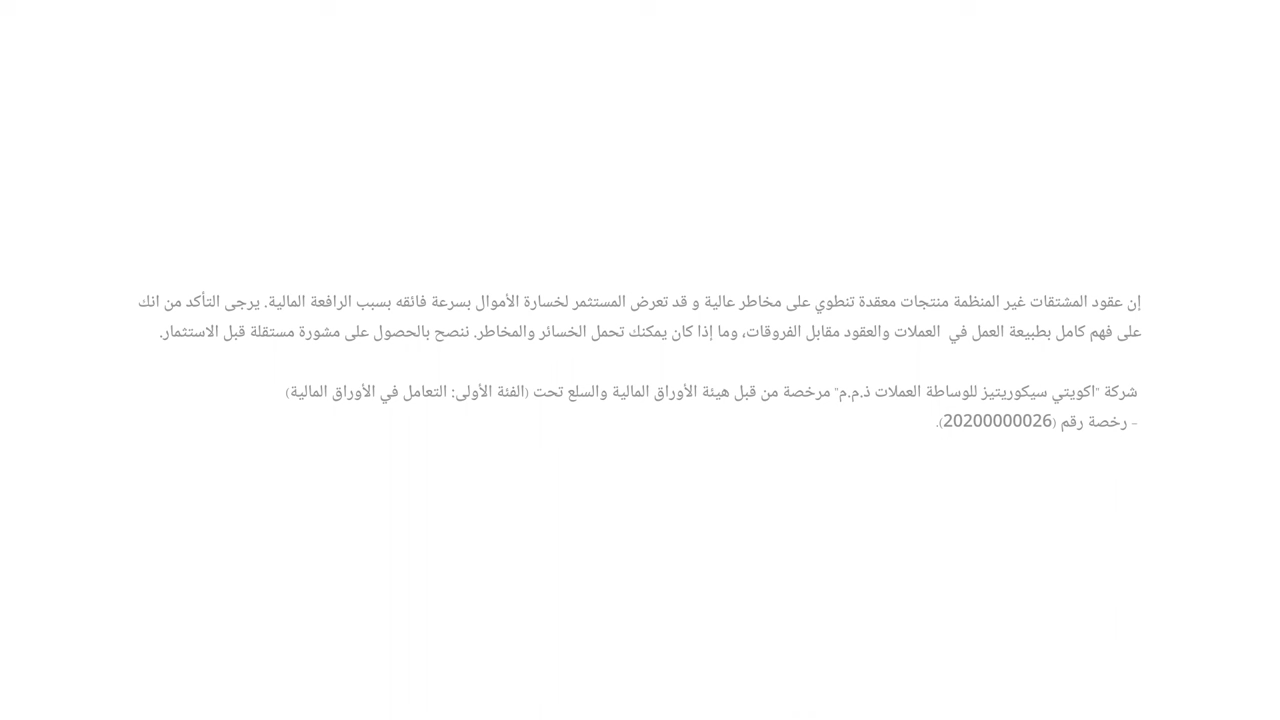 إن عقود المشتقات غير المنظمة منتجات معقدة تنطوي على مخاطر عالية و قد تعرض المستثمر لخسارة الأموال بسرعة فائقه بسبب الرافعة المالية. يرجى التأكد من انك
على فهم كامل بطبيعة العمل في العملات والعقود مقابل الفروقات، وما إذا كان يمكنك تحمل الخسائر والمخاطر. ننصح بالحصول على مشورة مستقلة قبل الاستثمار.
شركة "اكويتي سيكوريتيز للوساطة العملات ذ.م.م" مرخصة من قبل هيئة الأوراق المالية والسلع تحت (الفئة الأولى: التعامل في الأوراق المالية)
– رخصة رقم (20200000026).